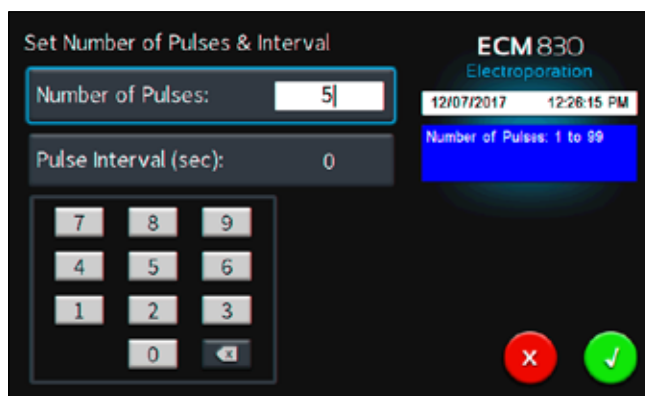 Set Number of Pulses & Interval
Number of Pulses: 5
Pulse Interval (sec): 0
7 8 9
4 5 6
1 2 3
0 x
ECM 830
Electroporation
12/07/2017 12:26:15 PM
Number of Pulses: 1 to 99